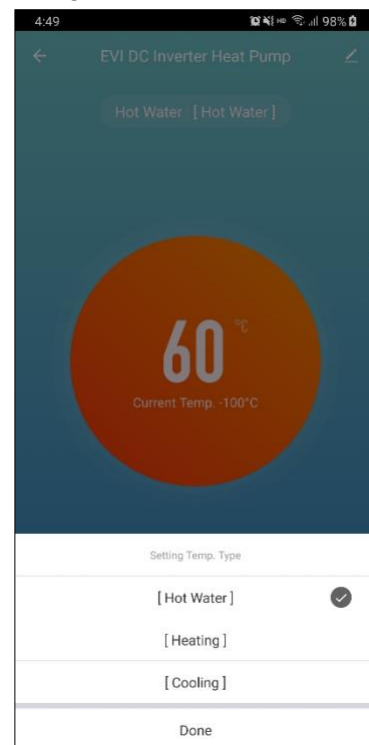 4:49 98%
EVI DC Inverter Heat Pump
Hot Water [ Hot Water ]
60 °C
Current Temp. -100°C
Setting Temp. Type
[ Hot Water ]
[ Heating ]
[ Cooling ]
Done